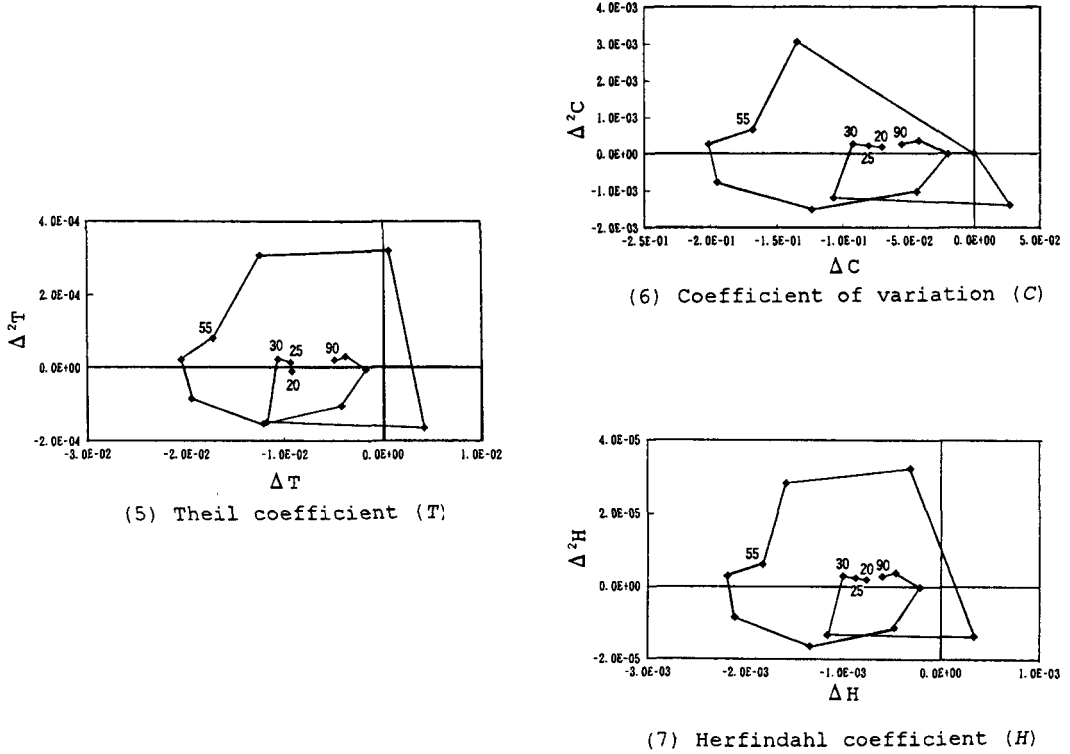 4.0E-03
3.0E-03
2.0E-03
1.0E-03
0.0E+00
-1.0E-03
-2.0E-03
Δ²C
55
30
20
90
25
-2.5E-01
-2.0E-01
-1.5E-01
-1.0E-01
-5.0E-02
0.0E+00
5.0E-02
ΔC
(6) Coefficient of variation (C)
4.0E-04
2.0E-04
0.0E+00
-2.0E-04
Δ²T
55
30
25
90
20
-3.0E-02
-2.0E-02
-1.0E-02
0.0E+00
1.0E-02
ΔT
(5) Theil coefficient (T)
4.0E-05
2.0E-05
0.0E+00
-2.0E-05
Δ²H
55
30
20
90
25
-3.0E-03
-2.0E-03
-1.0E-03
0.0E+00
1.0E-03
ΔH
(7) Herfindahl coefficient (H)